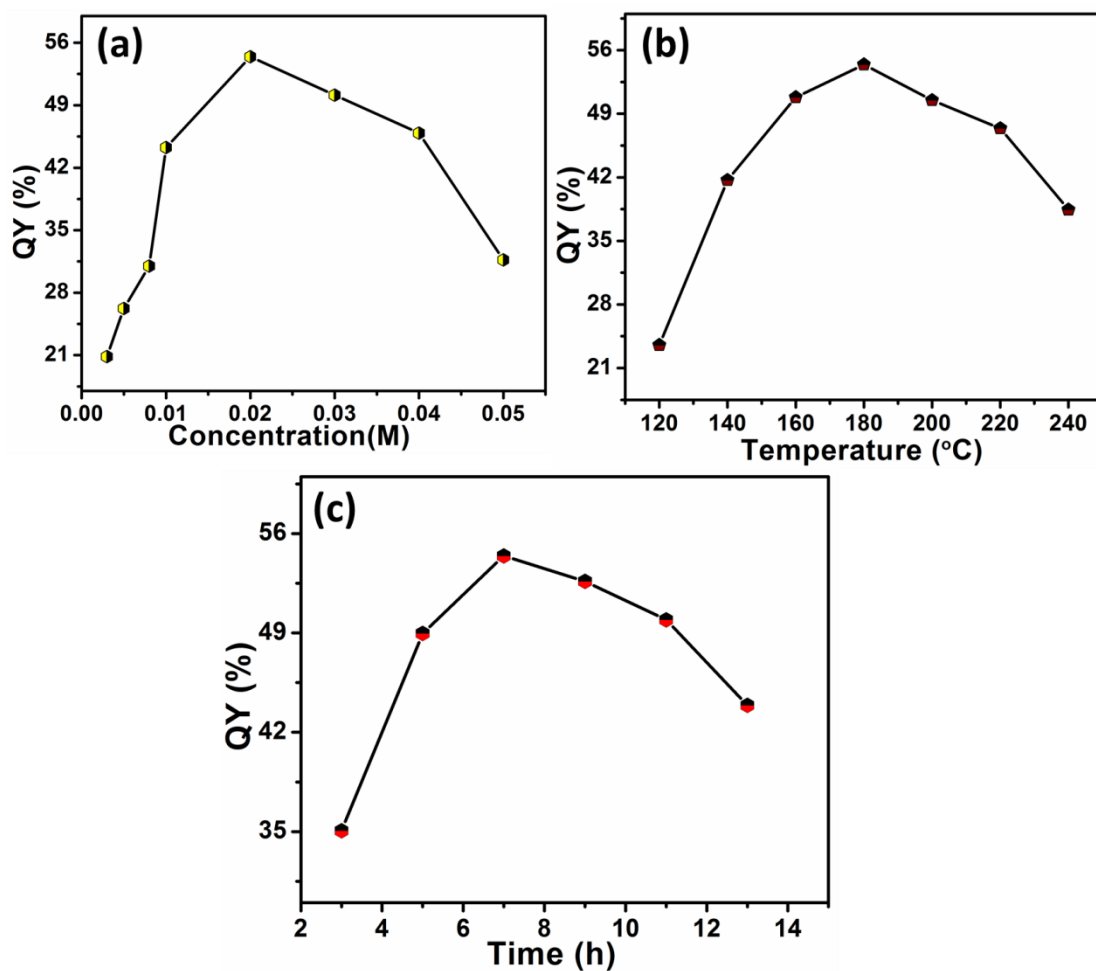 (a)
QY (%)
56
49
42
35
28
21
0.00 0.01 0.02 0.03 0.04 0.05
Concentration(M)
(b)
QY (%)
56
49
42
35
28
21
120 140 160 180 200 220 240
Temperature (°C)
(c)
QY (%)
56
49
42
35
2 4 6 8 10 12 14
Time (h)